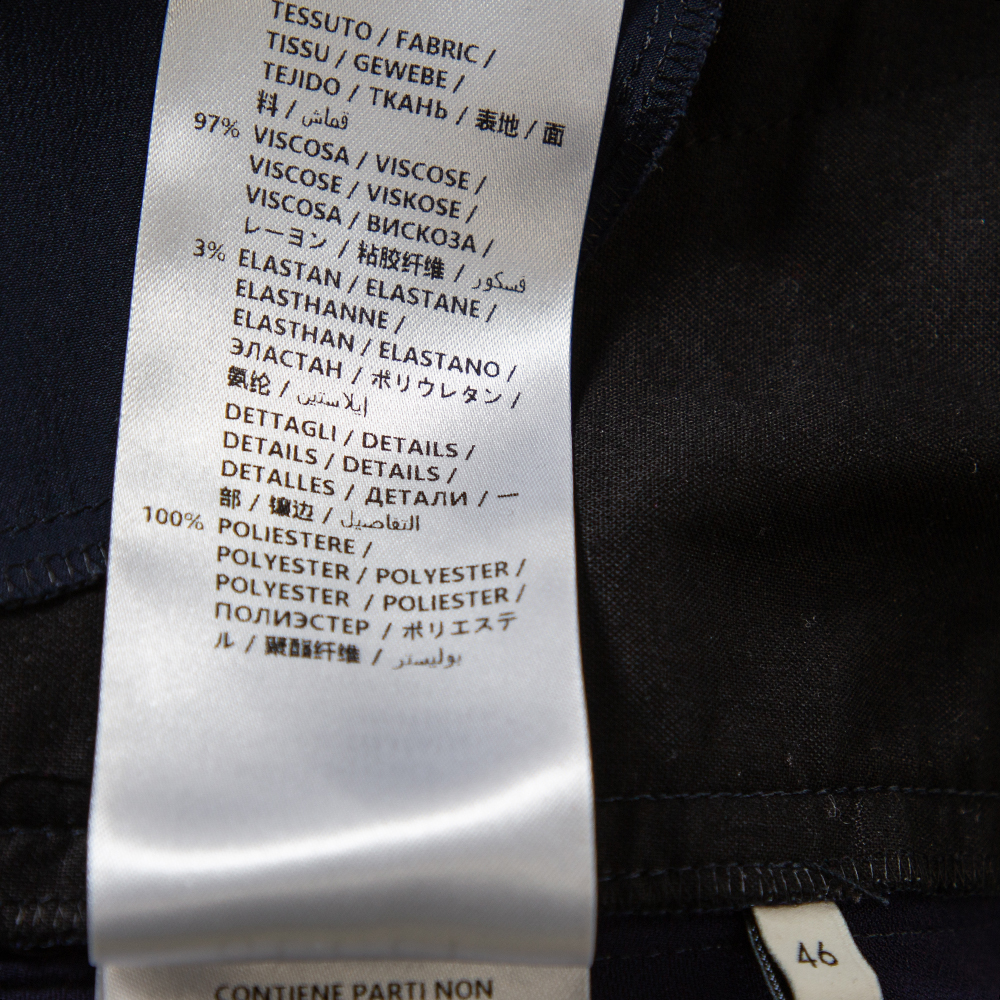 TESSUTO / FABRIC /
TISSU / GEWEBE /
TEJIDO / ТКАНЬ / 表地 / 面
料 / قماش
97% VISCOSA / VISCOSE /
VISCOSE / VISKOSE /
VISCOSA / ВИСКОЗА /
レーヨン / 粘胶纤维 / فسكور
3% ELASTAN / ELASTANE /
ELASTHANNE /
ELASTHAN / ELASTANO /
ЭЛАСТАН / ポリウレタン /
氨纶 / إيلاستيين
DETTAGLI / DETAILS /
DETAILS / DETAILS /
DETALLES / ДЕТАЛИ / 一
部 / 镶边 / التفاصيل
100% POLIESTERE /
POLYESTER / POLYESTER /
POLYESTER / POLIESTER /
ПОЛИЭСТЕР / ポリエステ
ル / 聚酯纤维 / بوليستر
CONTIENE PARTI NON
46